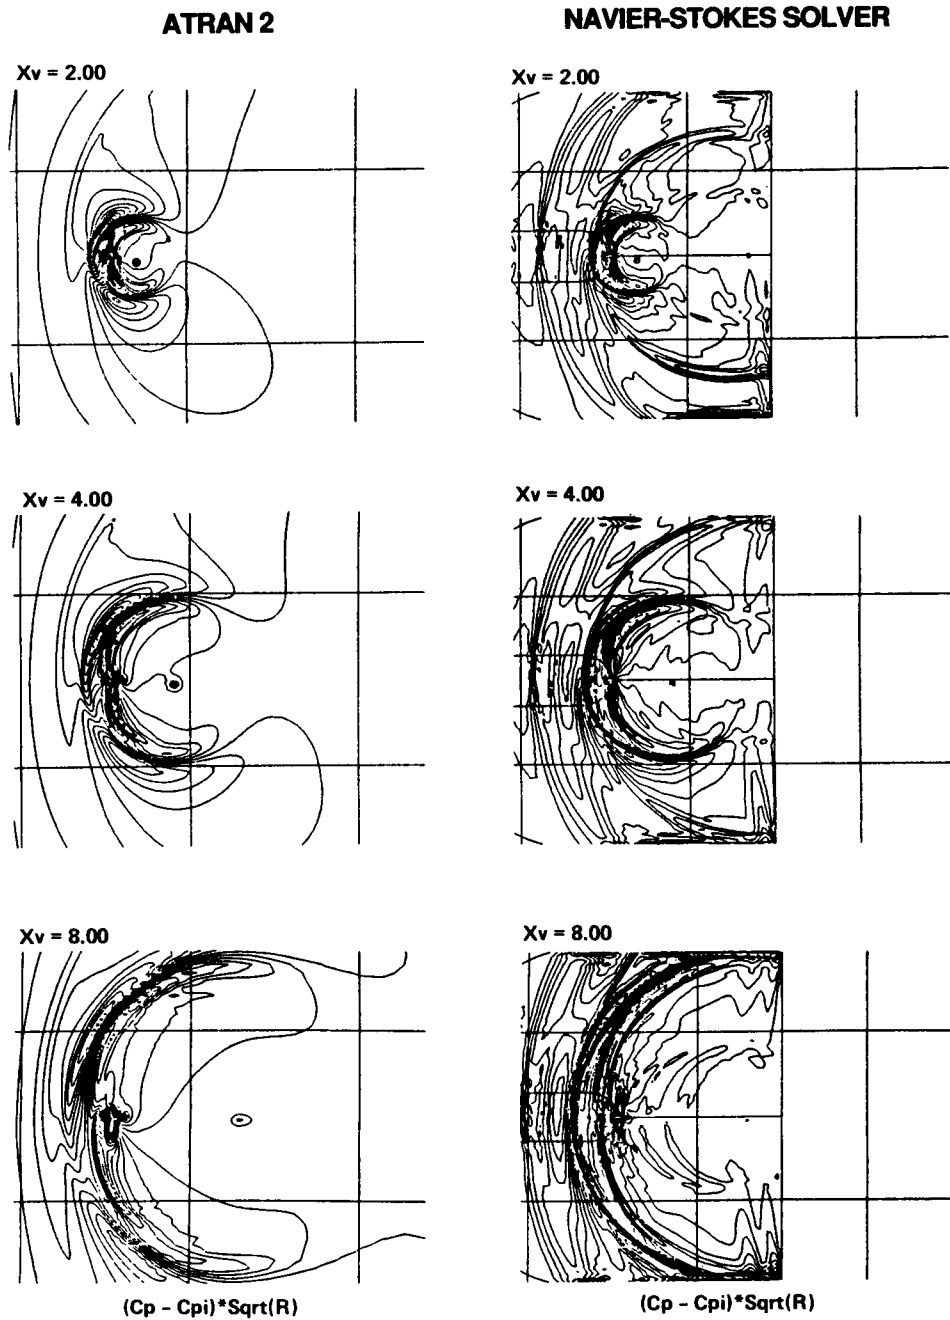 ATRAN 2
NAVIER-STOKES SOLVER
Xv = 2.00
Xv = 2.00
Xv = 4.00
Xv = 4.00
Xv = 8.00
Xv = 8.00
(Cp - Cpi)*Sqrt(R)
(Cp - Cpi)*Sqrt(R)